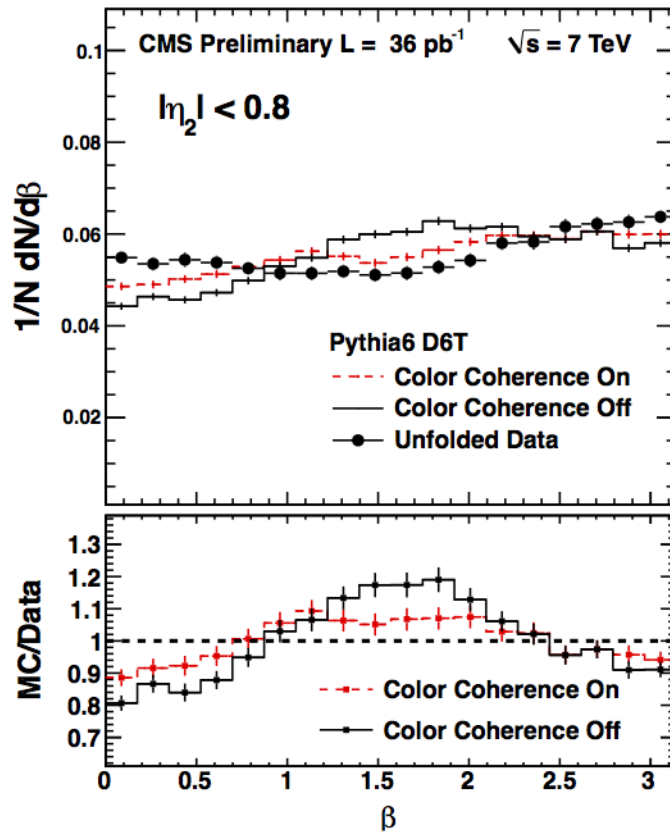 CMS Preliminary L = 36 pb⁻¹ √s = 7 TeV
|η₂| < 0.8
0.1
0.08
0.06
0.04
0.02
1/N dN/dβ
Pythia6 D6T
Color Coherence On
Color Coherence Off
Unfolded Data
1.3
1.2
1.1
1
0.9
0.8
0.7
MC/Data
Color Coherence On
Color Coherence Off
0 0.5 1 1.5 2 2.5 3
β